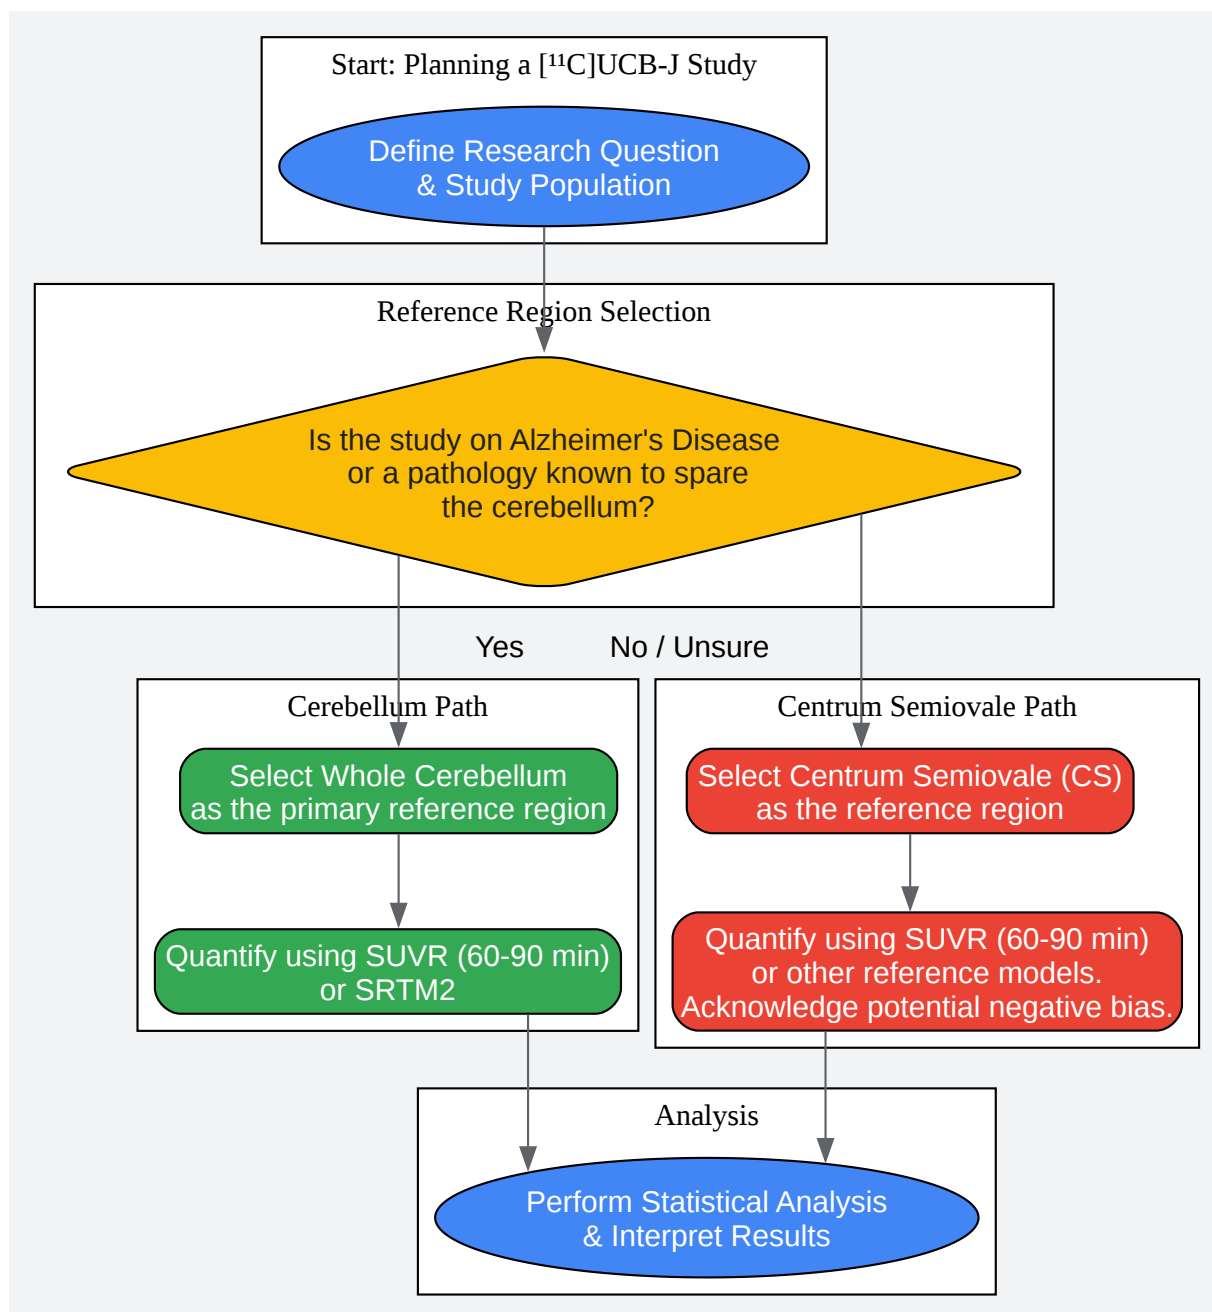 Start: Planning a [¹¹C]UCB-J Study
Define Research Question
& Study Population
Reference Region Selection
Is the study on Alzheimer's Disease
or a pathology known to spare
the cerebellum?
Yes
No / Unsure
Cerebellum Path
Select Whole Cerebellum
as the primary reference region
Quantify using SUVR (60-90 min)
or SRTM2
Centrum Semiovale Path
Select Centrum Semiovale (CS)
as the reference region
Quantify using SUVR (60-90 min)
or other reference models.
Acknowledge potential negative bias.
Analysis
Perform Statistical Analysis
& Interpret Results